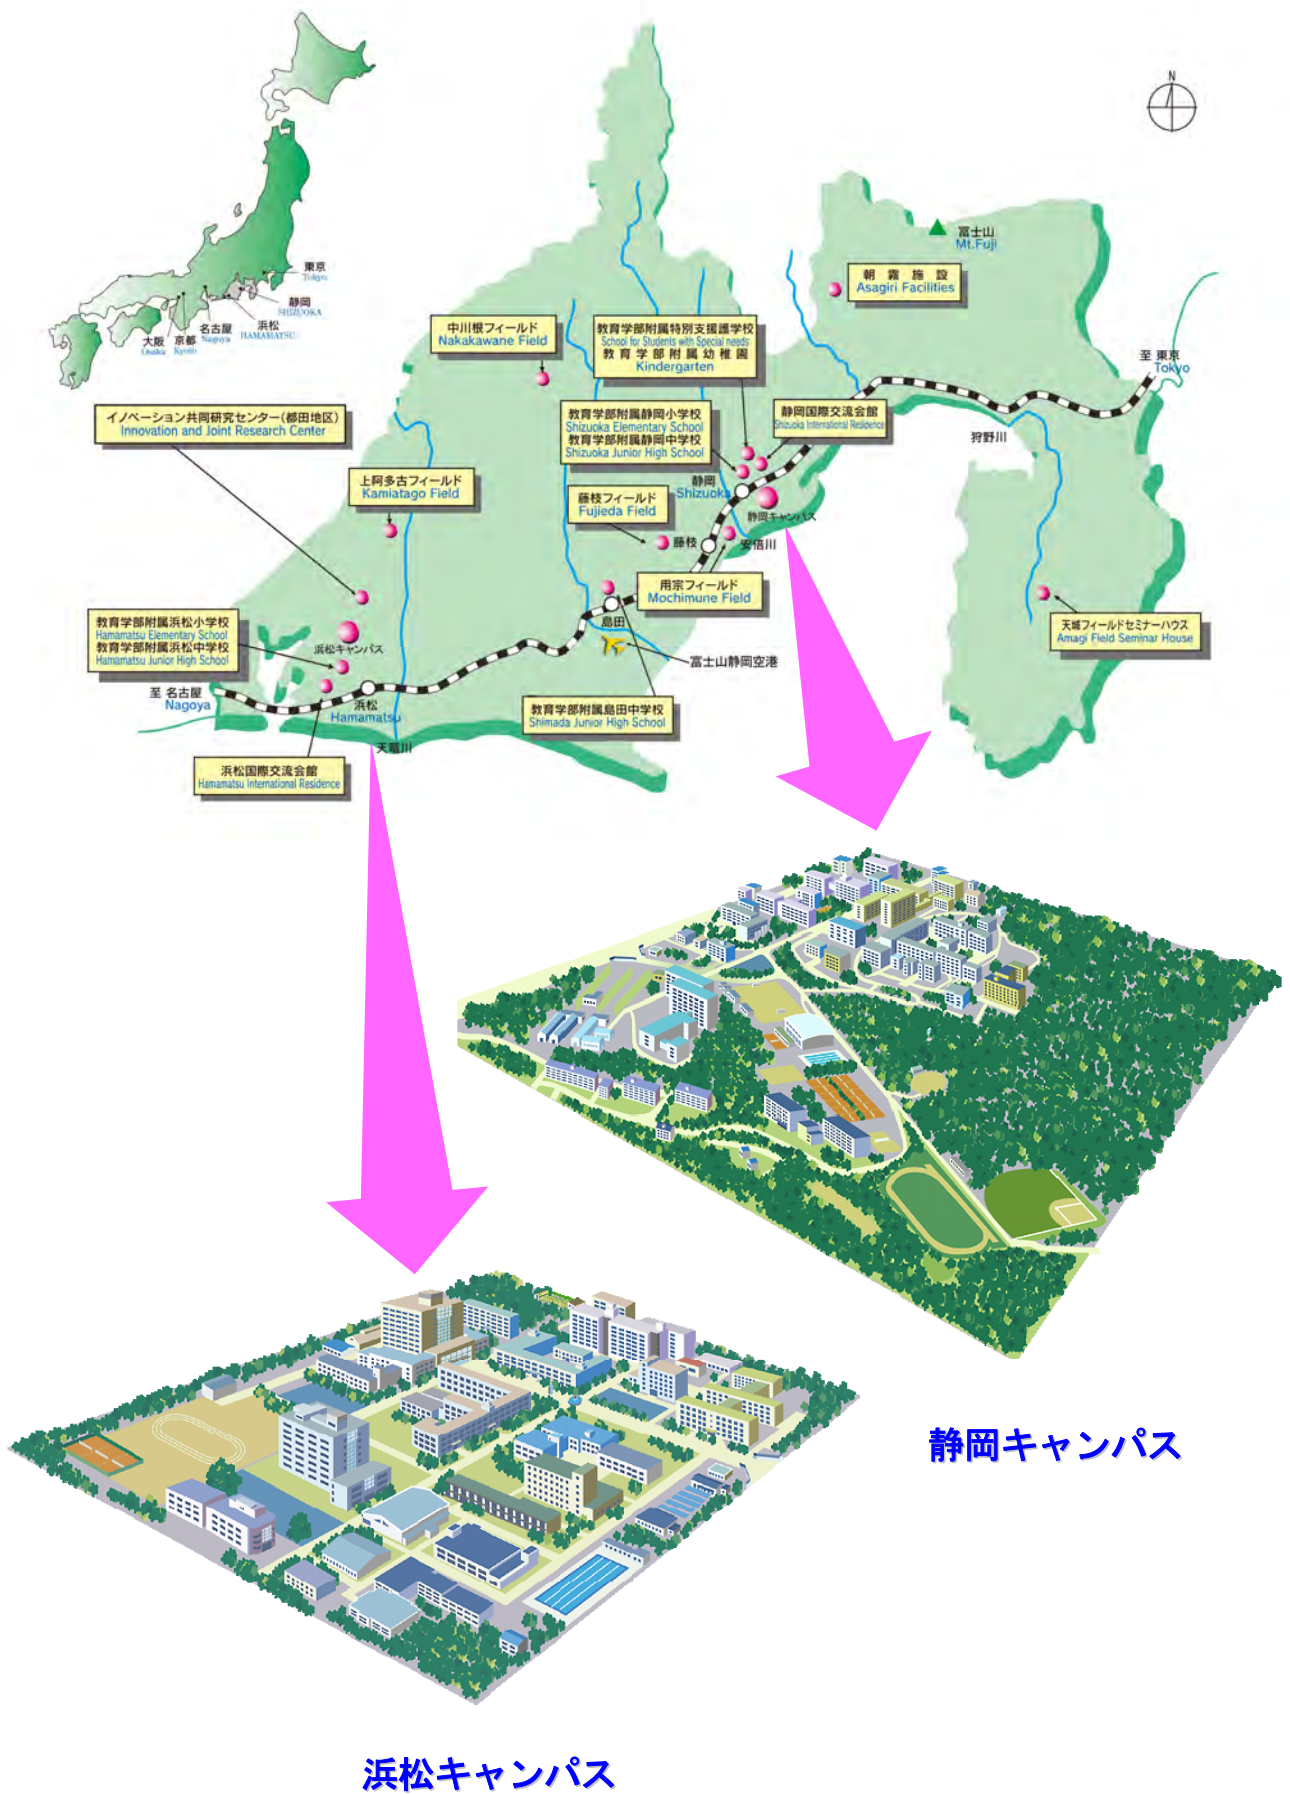 N
東京
Tokyo
静岡
SHIZUOKA
浜松
HAMAMATSU
名古屋
Nagoya
京都
Kyoto
大阪
Osaka
富士山
Mt.Fuji
朝霧施設
Asagiri Facilities
中川根フィールド
Nakakawane Field
教育学部附属特別支援護学校
School for Students with Special needs
教育学部附属幼稚園
Kindergarten
至 東京
Tokyo
イノベーション共同研究センター(都田地区)
Innovation and Joint Research Center
教育学部附属静岡小学校
Shizuoka Elementary School
教育学部附属静岡中学校
Shizuoka Junior High School
静岡国際交流会館
Shizuoka International Residence
狩野川
上阿多古フィールド
Kamiatago Field
静岡
Shizuoka
藤枝フィールド
Fujieda Field
静岡キャンパス
藤枝
安倍川
用宗フィールド
Mochimune Field
教育学部附属浜松小学校
Hamamatsu Elementary School
教育学部附属浜松中学校
Hamamatsu Junior High School
浜松キャンパス
島田
天城フィールドセミナーハウス
Amagi Field Seminar House
富士山静岡空港
至 名古屋
Nagoya
浜松
Hamamatsu
教育学部附属島田中学校
Shimada Junior High School
天竜川
浜松国際交流会館
Hamamatsu International Residence
静岡キャンパス
浜松キャンパス